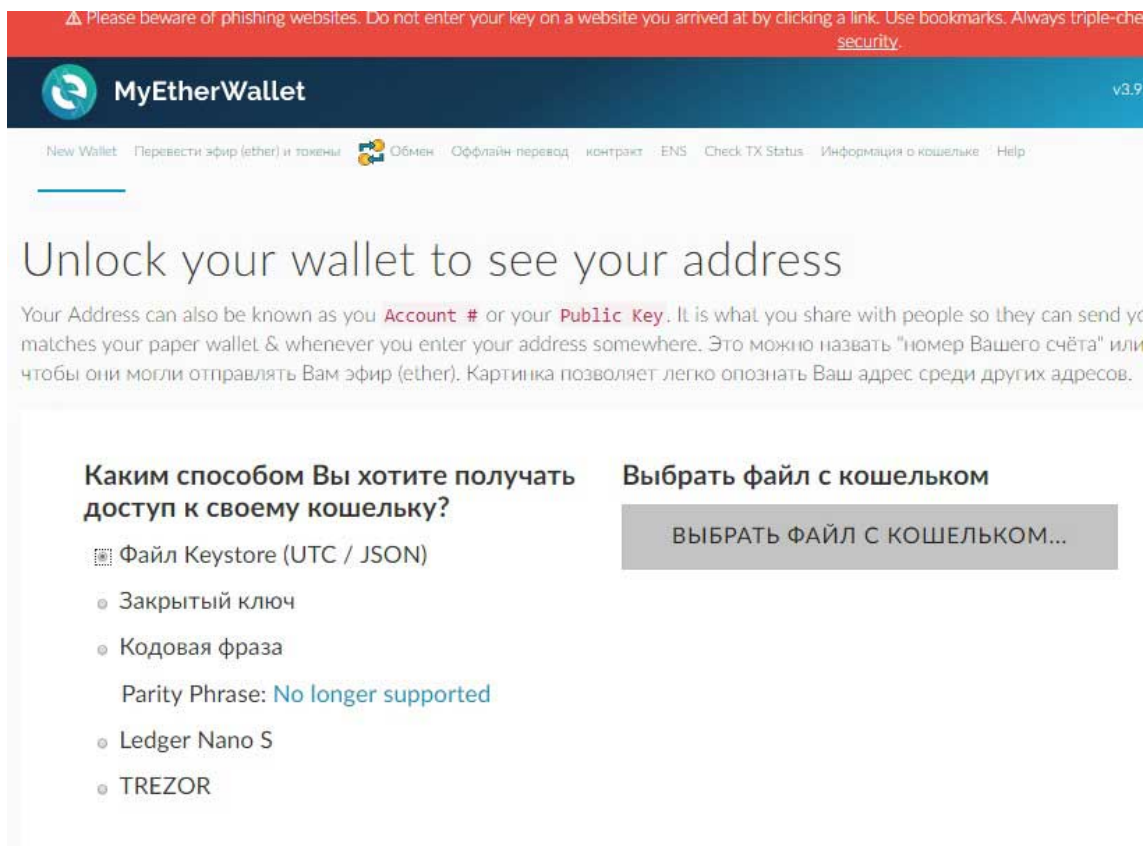 ⚠ Please beware of phishing websites. Do not enter your key on a website you arrived at by clicking a link. Use bookmarks. Always triple-che
security.
MyEtherWallet
v3.9
New Wallet Перевести эфир (ether) и токены Обмен Оффлайн-перевод контракт ENS Check TX Status Информация о кошельке Help
Unlock your wallet to see your address
Your Address can also be known as you Account # or your Public Key. It is what you share with people so they can send yo
matches your paper wallet & whenever you enter your address somewhere. Это можно назвать "номер Вашего счёта" или
чтобы они могли отправлять Вам эфир (ether). Картинка позволяет легко опознать Ваш адрес среди других адресов.
Каким способом Вы хотите получать
доступ к своему кошельку?
Файл Keystore (UTC / JSON)
Закрытый ключ
Кодовая фраза
Parity Phrase: No longer supported
Ledger Nano S
TREZOR
Выбрать файл с кошельком
ВЫБРАТЬ ФАЙЛ С КОШЕЛЬКОМ...